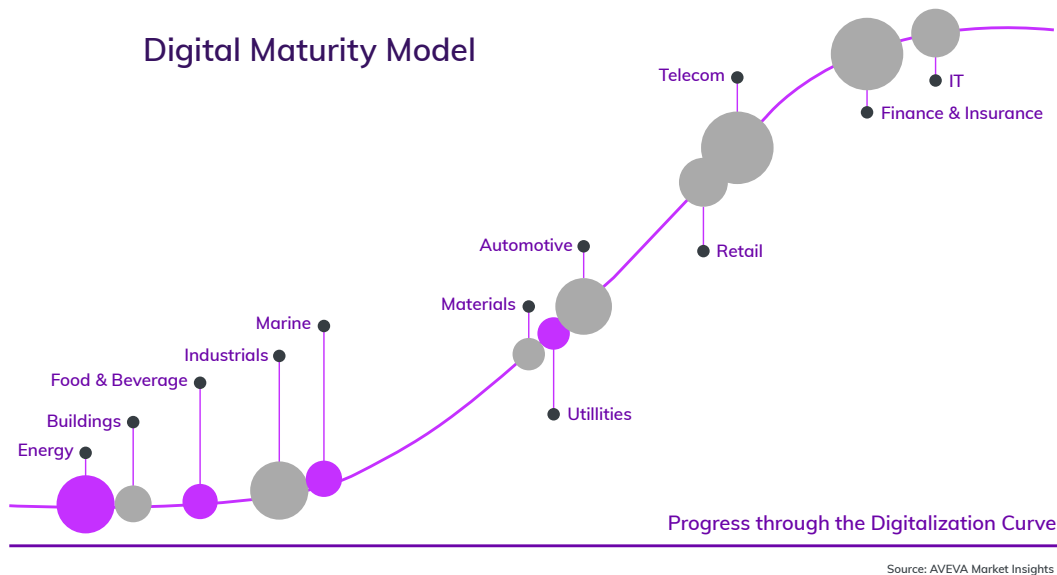 Digital Maturity Model
Telecom
IT
Finance & Insurance
Automotive
Retail
Materials
Marine
Industrials
Food & Beverage
Utillities
Buildings
Energy
Progress through the Digitalization Curve
Source: AVEVA Market Insights